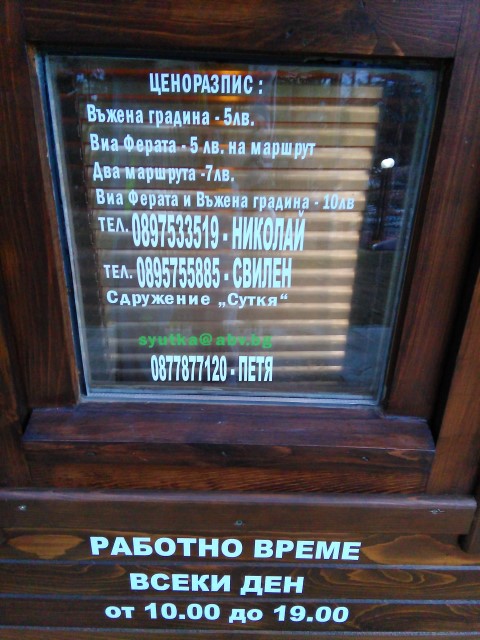 ЦЕНОРАЗПИС :
Въжена градина - 5лв.
Виа Ферата - 5 лв. на маршрут
Два маршрута -7лв.
Виа Ферата и Въжена градина - 10лв
ТЕЛ. 0897533519 - НИКОЛАЙ
ТЕЛ. 0895755885 - СВИЛЕН
Сдружение „Суткя“
syutka@abv.bg
0877877120 - ПЕТЯ
РАБОТНО ВРЕМЕ
ВСЕКИ ДЕН
от 10.00 до 19.00